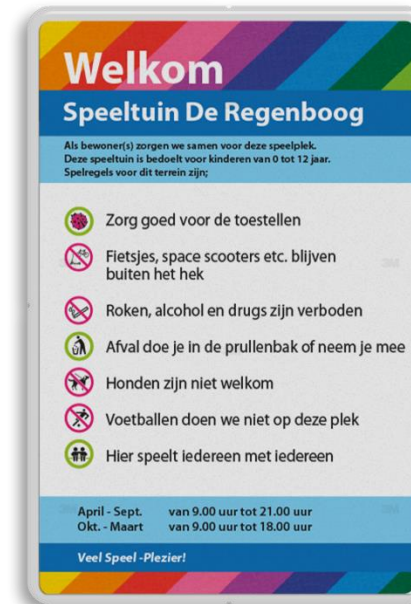 Welkom
Speeltuin De Regenboog
Als bewoner(s) zorgen we samen voor deze speelplek.
Deze speeltuin is bedoelt voor kinderen van 0 tot 12 jaar.
Spelregels voor dit terrein zijn;
Zorg goed voor de toestellen
Fietsjes, space scooters etc. blijven
buiten het hek
Roken, alcohol en drugs zijn verboden
Afval doe je in de prullenbak of neem je mee
Honden zijn niet welkom
Voetballen doen we niet op deze plek
Hier speelt iedereen met iedereen
April - Sept. van 9.00 uur tot 21.00 uur
Okt. - Maart van 9.00 uur tot 18.00 uur
Veel Speel -Plezier!